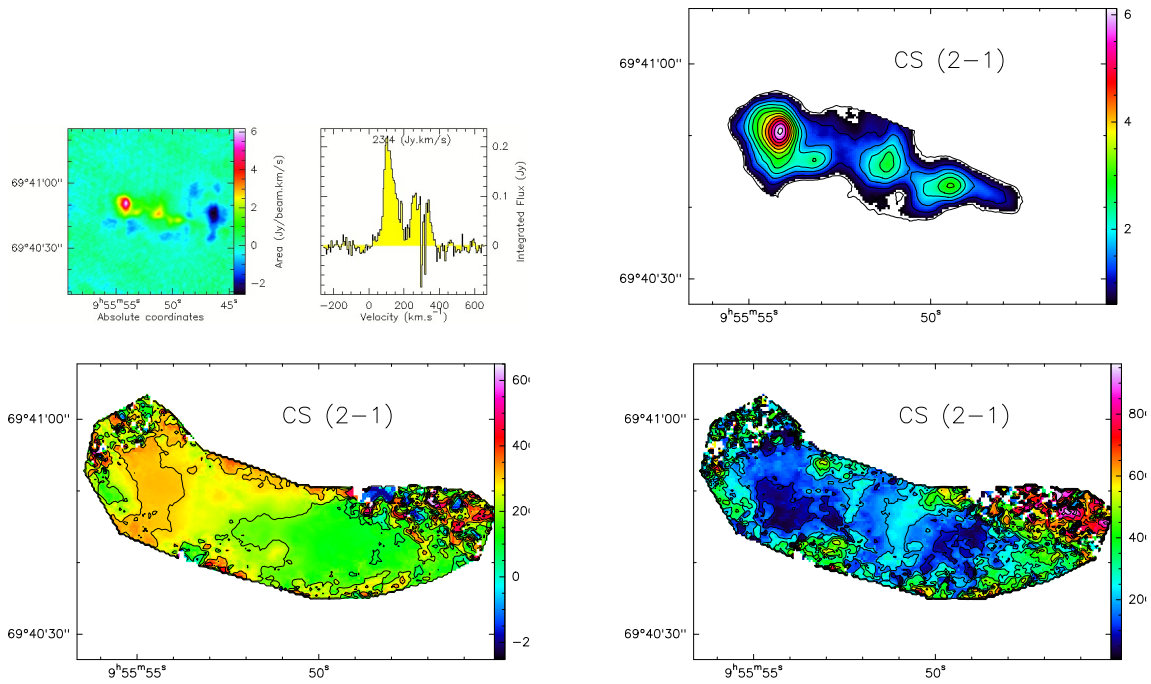 CS (2−1)
6
4
2
69°41'00''
69°40'30''
9ʰ55ᵐ55ˢ
50ˢ
69°41'00''
69°40'30''
9ʰ55ᵐ55ˢ
50ˢ
45ˢ
Absolute coordinates
6
4
2
0
−2
Area (Jy/beam.km/s)
0.2
0.1
0
−200
0
200
400
600
Velocity (km.s⁻¹)
Integrated Flux (Jy)
CS (2−1)
69°41'00''
69°40'30''
9ʰ55ᵐ55ˢ
50ˢ
0
CS (2−1)
69°41'00''
69°40'30''
9ʰ55ᵐ55ˢ
50ˢ